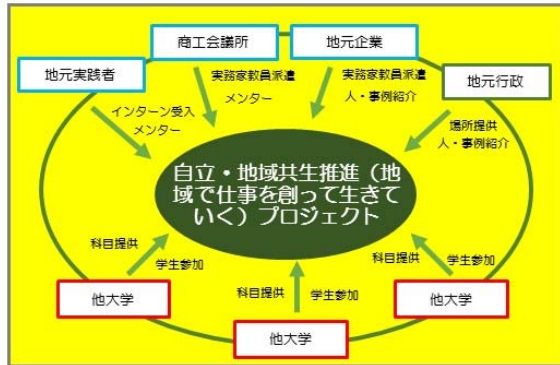 商工会議所
地元企業
地元実践者
地元行政
実務家教員派遣
メンター
実務家教員派遣
人・事例紹介
インターン受入
メンター
場所提供
人・事例紹介
自立・地域共生推進（地
域で仕事を創って生きて
いく）プロジェクト
科目提供
学生参加
科目提供
学生参加
科目提供
学生参加
他大学
他大学
他大学